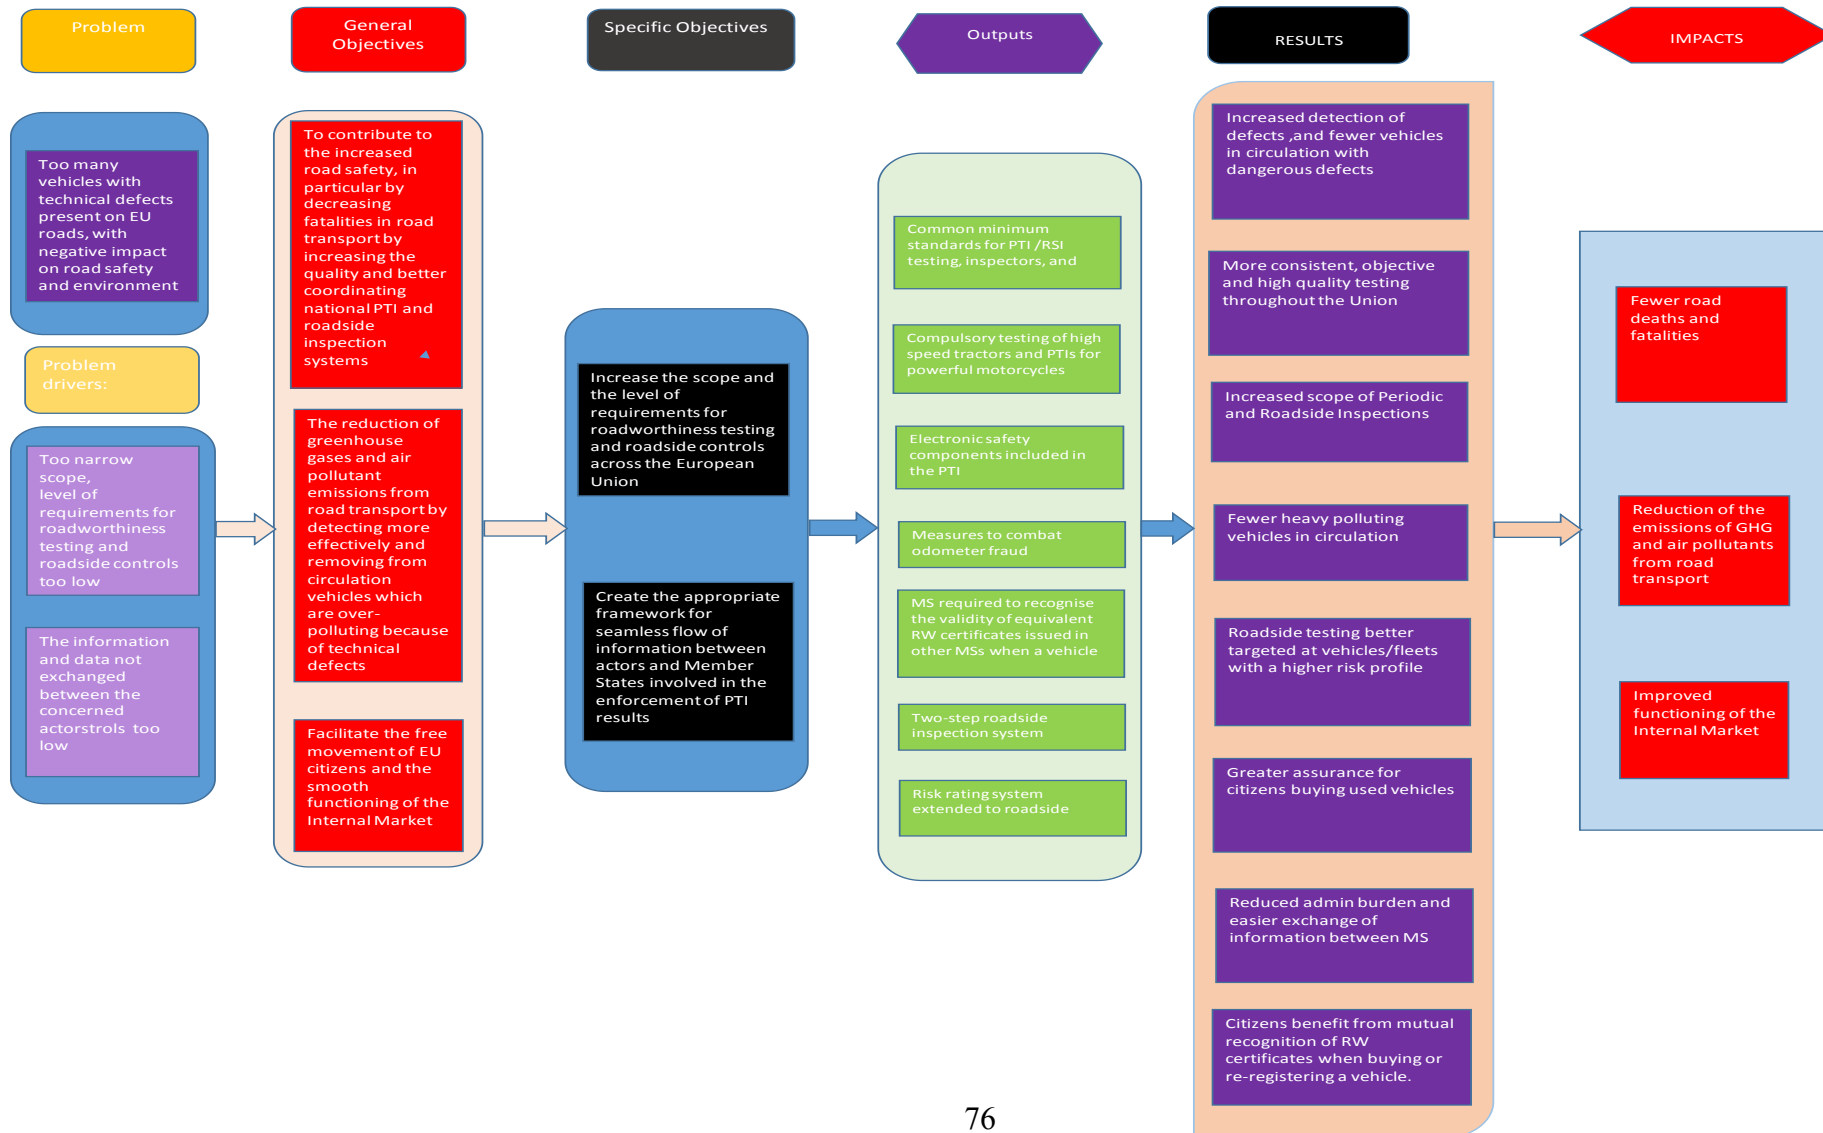 Problem
General
Objectives
Specific Objectives
Outputs
RESULTS
IMPACTS
Too many
vehicles with
technical defects
present on EU
roads, with
negative impact
on road safety
and environment
Problem
drivers:
Too narrow
scope,
level of
requirements for
roadworthiness
testing and
roadside controls
too low
The information
and data not
exchanged
between the
concerned
actorstrols too
low
To contribute to
the increased
road safety, in
particular by
decreasing
fatalities in road
transport by
increasing the
quality and better
coordinating
national PTI and
roadside
inspection
systems
The reduction of
greenhouse
gases and air
pollutant
emissions from
road transport by
detecting more
effectively and
removing from
circulation
vehicles which
are over-
polluting because
of technical
defects
Facilitate the free
movement of EU
citizens and the
smooth
functioning of the
Internal Market
Increase the scope and
the level of
requirements for
roadworthiness testing
and roadside controls
across the European
Union
Create the appropriate
framework for
seamless flow of
information between
actors and Member
States involved in the
enforcement of PTI
results
Common minimum
standards for PTI /RSI
testing, inspectors, and
Compulsory testing of high
speed tractors and PTIs for
powerful motorcycles
Electronic safety
components included in
the PTI
Measures to combat
odometer fraud
MS required to recognise
the validity of equivalent
RW certificates issued in
other MSs when a vehicle
Two-step roadside
inspection system
Risk rating system
extended to roadside
Increased detection of
defects ,and fewer vehicles
in circulation with
dangerous defects
More consistent, objective
and high quality testing
throughout the Union
Increased scope of Periodic
and Roadside Inspections
Fewer heavy polluting
vehicles in circulation
Roadside testing better
targeted at vehicles/fleets
with a higher risk profile
Greater assurance for
citizens buying used vehicles
Reduced admin burden and
easier exchange of
information between MS
Citizens benefit from mutual
recognition of RW
certificates when buying or
re-registering a vehicle.
Fewer road
deaths and
fatalities
Reduction of the
emissions of GHG
and air pollutants
from road
transport
Improved
functioning of the
Internal Market
76